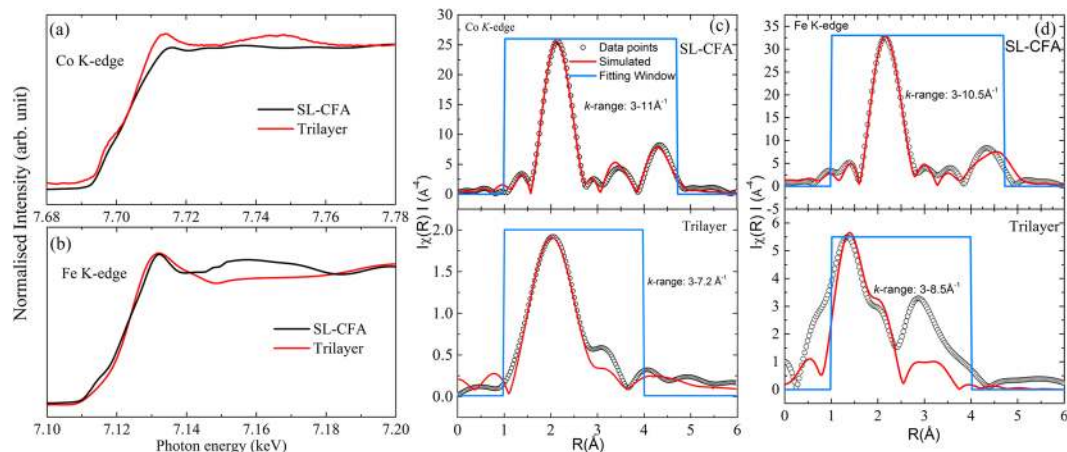 (a)
Co K-edge
SL-CFA
Trilayer
7.68 7.70 7.72 7.74 7.76 7.78
(b)
Fe K-edge
SL-CFA
Trilayer
7.10 7.12 7.14 7.16 7.18 7.20
Photon energy (keV)
Normalised Intensity (arb. unit)
Co K-edge
(c)
SL-CFA
Data points
Simulated
Fitting Window
k-range: 3-11Å-1
30
25
20
15
10
5
0
Trilayer
k-range: 3-7.2Å-1
2.0
1.5
1.0
0.5
0.0
0 1 2 3 4 5 6
R(Å)
Iχ(R) I (A-4)
Fe K-edge
(d)
SL-CFA
k-range: 3-10.5Å-1
35
30
25
20
15
10
5
0
-5
Trilayer
k-range: 3-8.5Å-1
6
5
4
3
2
1
0
0 1 2 3 4 5 6
R(Å)
Iχ(R) I (A-4)